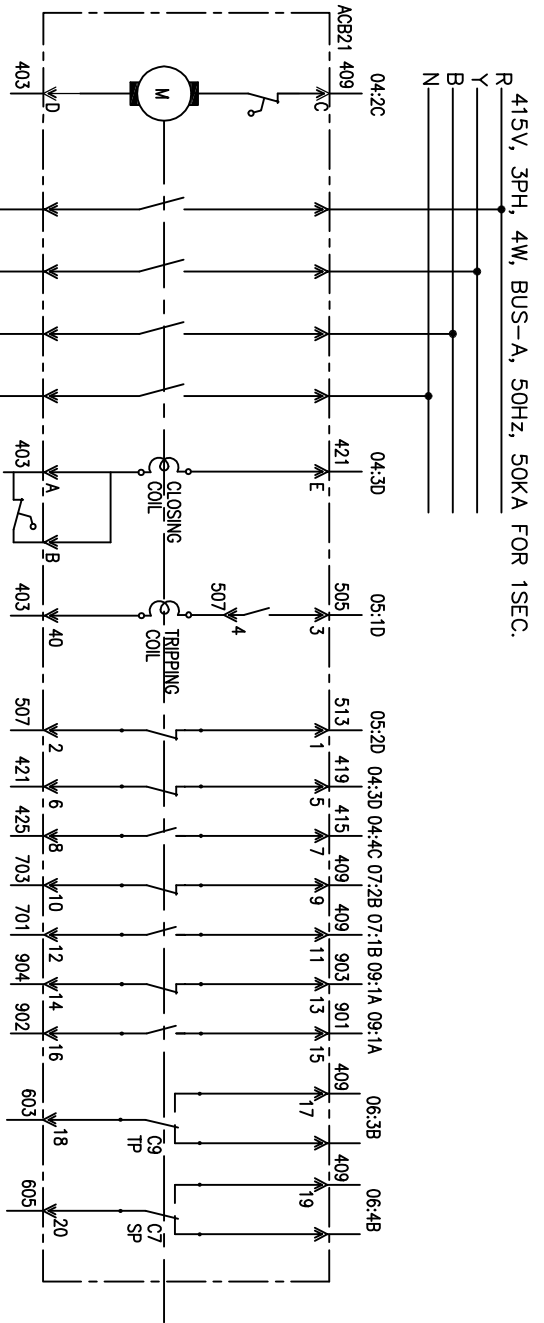 415V, 3PH, 4W, BUS-A, 50Hz, 50KA FOR 1SEC.
R
Y
B
N
04:2C 04:3D 05:1D 05:2D 04:3D 04:4C 07:2B 07:1B 09:1A 09:1A 06:3B 06:4B
ACB21 409 421 505 513 419 415 409 409 903 901 409 409
C E 3 1 5 7 9 11 13 15 17 19
507 4
M
CLOSING
COIL
TRIPPING
COIL
C9
TP
C7
SP
D A B 40 2 6 8 10 12 14 16 18 20
403 403 403 507 421 425 703 701 904 902 603 605